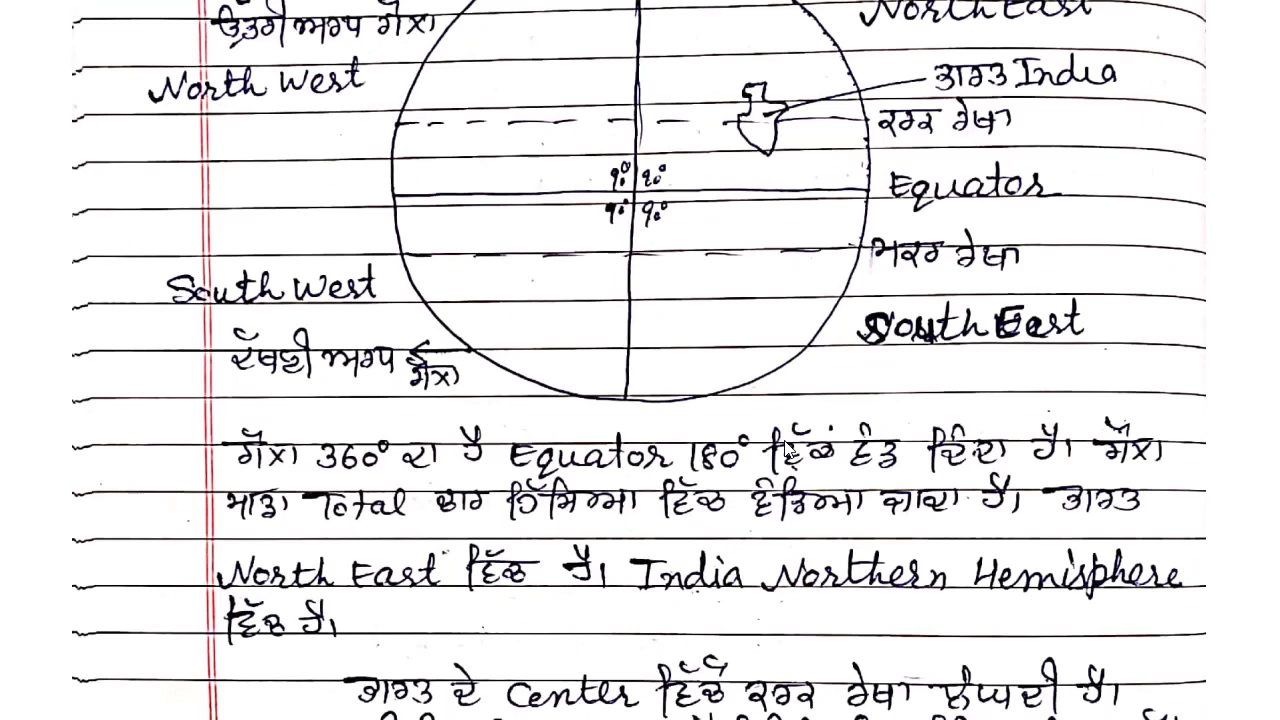 ਉੱਤਰੀ ਅਰਧ ਗੋਲਾ
North East
North West
ਭਾਰਤ India
ਕਰਕ ਰੇਖਾ
90° 90°
Equator
90° 90°
ਮਕਰ ਰੇਖਾ
South West
South East
ਦੱਖਣੀ ਅਰਧ
ਗੋਲਾ
ਗੋਲਾ 360° ਦਾ ਹੈ Equator 180° ਵਿੱਚ ਵੰਡ ਦਿੰਦਾ ਹੈ। ਗੋਲਾ
ਸਾਡਾ Total ਚਾਰ ਹਿੱਸਿਆ ਵਿੱਚ ਵੰਡਿਆ ਜਾਂਦਾ ਹੈ। ਭਾਰਤ
North East ਵਿੱਚ ਹੈ। India Northern Hemisphere
ਵਿੱਚ ਹੈ।
ਭਾਰਤ ਦੇ Center ਵਿੱਚੋਂ ਕਰਕ ਰੇਖਾ ਲੰਘਦੀ ਹੈ।